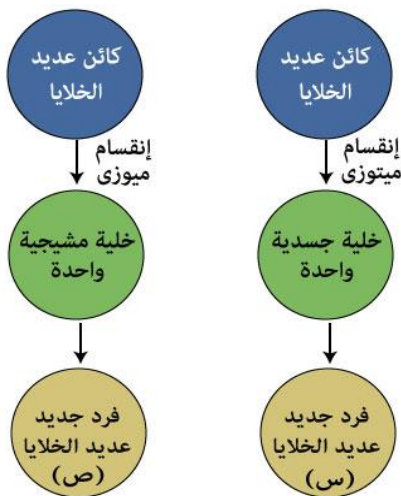 كائن عديد
الخلايا
إنقسام
ميتوزى
خلية جسدية
واحدة
فرد جديد
عديد الخلايا
(س)
كائن عديد
الخلايا
إنقسام
ميوزى
خلية مشيجية
واحدة
فرد جديد
عديد الخلايا
(ص)